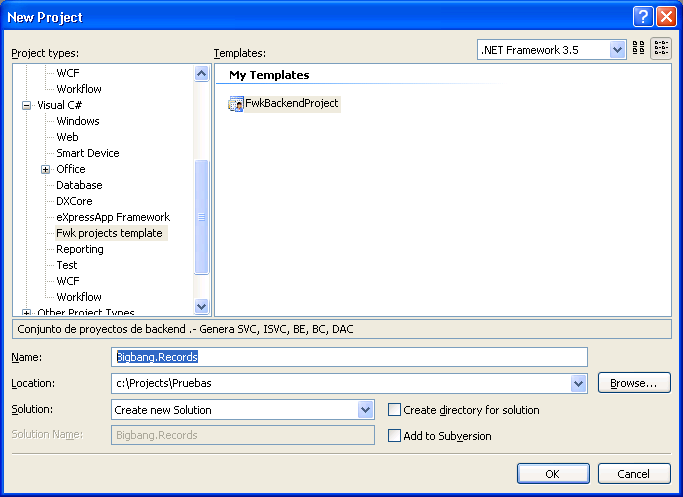 New Project
Project types:
Templates:
.NET Framework 3.5
WCF
Workflow
Visual C#
Windows
Web
Smart Device
Office
Database
DXCore
eXpressApp Framework
Fwk projects template
Reporting
Test
WCF
Workflow
Other Project Types
My Templates
FwkBackendProject
Conjunto de proyectos de backend .- Genera SVC, ISVC, BE, BC, DAC
Name:
Bigbang.Records
Location:
c:\Projects\Pruebas
Browse...
Solution:
Create new Solution
Create directory for solution
Solution Name:
Bigbang.Records
Add to Subversion
OK
Cancel